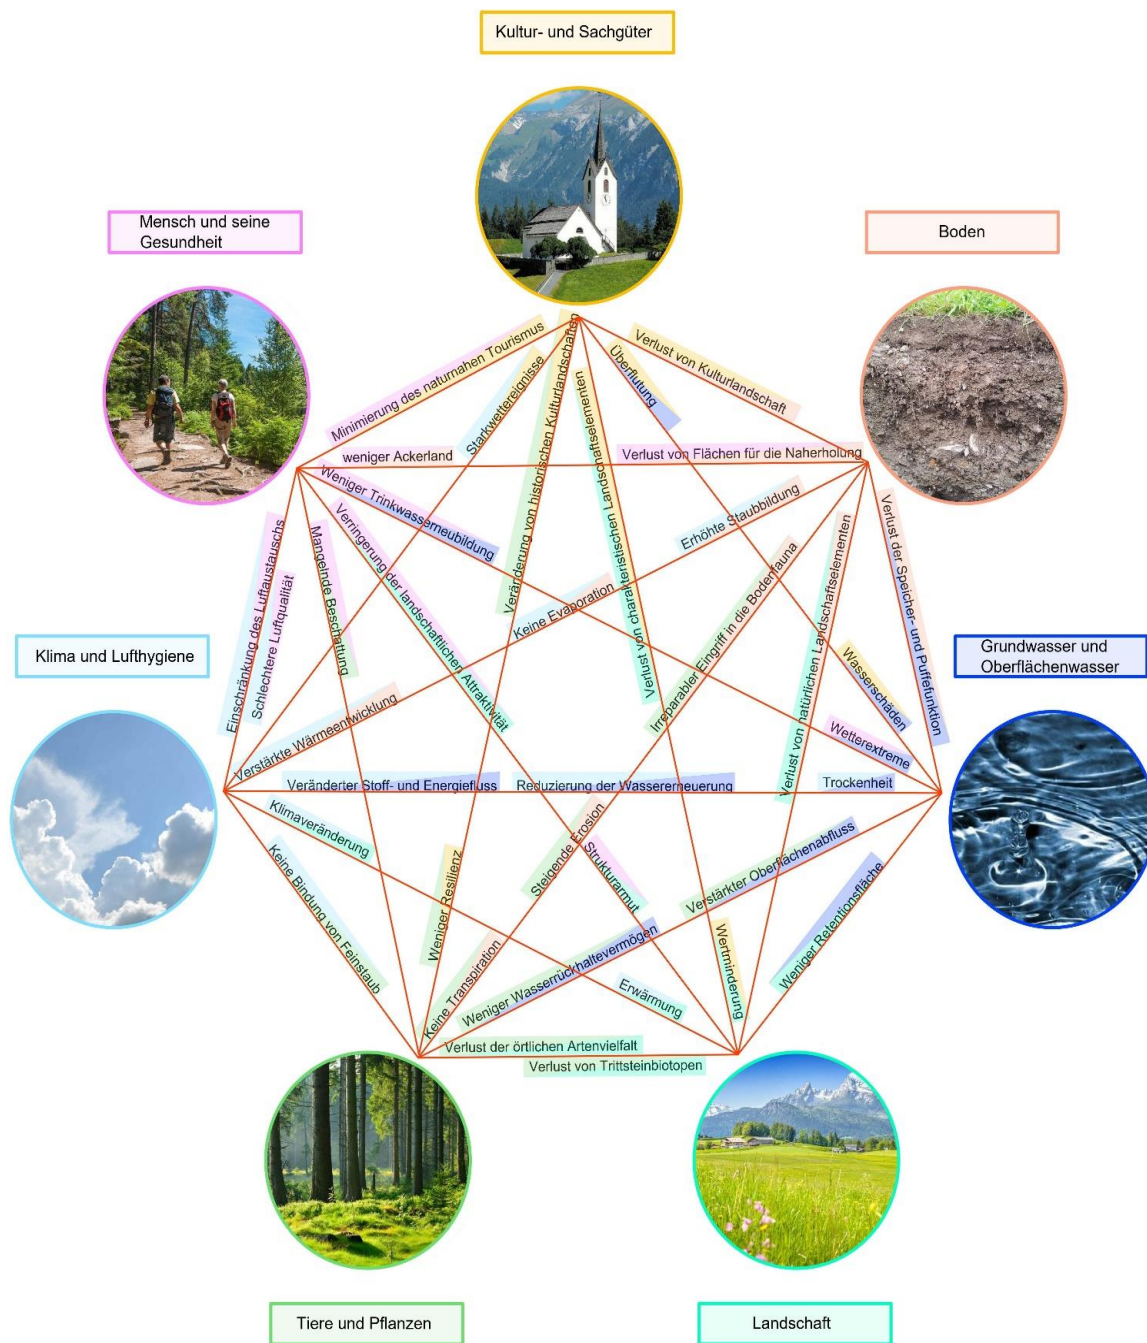 Kultur- und Sachgüter
Mensch und seine
Gesundheit
Boden
Minimierung des naturnahen Tourismus
Starkwetterereignisse
Veränderung von historischen Kulturlandschaften
Verlust von charakteristischen Landschaftselementen
Überflutung
Verlust von Kulturlandschaft
weniger Ackerland
Verlust von Flächen für die Naherholung
Weniger Trinkwasserneubildung
Verringerung der landschaftlichen Attraktivität
Mangelnde Beschattung
Einschränkung des Luftaustauschs
Schlechtere Luftqualität
Erhöhte Staubbildung
Keine Evaporation
Irreparabler Eingriff in die Bodenfauna
Verlust von natürlichen Landschaftselementen
Verlust der Speicher- und Puffefunktion
Klima und Lufthygiene
Grundwasser und
Oberflächenwasser
Wasserschäden
Verstärkte Wärmeentwicklung
Wetterextreme
Veränderter Stoff- und Energiefluss
Reduzierung der Wassererneuerung
Trockenheit
Klimaveränderung
Keine Bindung von Feinstaub
Weniger Resilienz
Steigende Erosion
Strukturarmut
Verstärkter Oberflächenabfluss
Weniger Retentionsfläche
Keine Transpiration
Weniger Wasserrückhaltevermögen
Erwärmung
Wertminderung
Verlust der örtlichen Artenvielfalt
Verlust von Trittsteinbiotopen
Tiere und Pflanzen
Landschaft